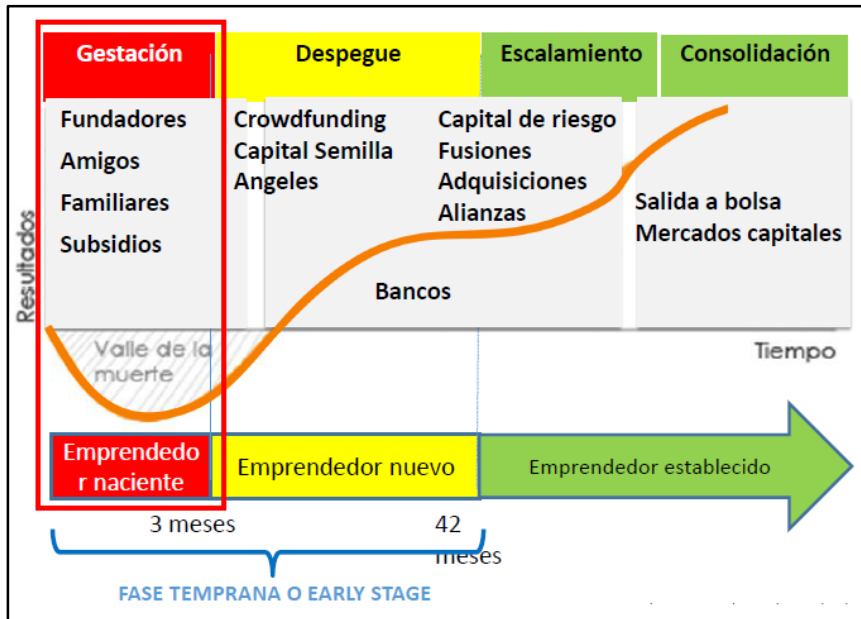 Gestación
Despegue
Escalamiento
Consolidación
Fundadores
Amigos
Familiares
Subsidios
Crowdfunding
Capital Semilla
Angeles
Capital de riesgo
Fusiones
Adquisiciones
Alianzas
Salida a bolsa
Mercados capitales
Bancos
Resultados
Valle de la
muerte
Tiempo
Emprendedo
r naciente
Emprendedor nuevo
Emprendedor establecido
3 meses
42
meses
FASE TEMPRANA O EARLY STAGE